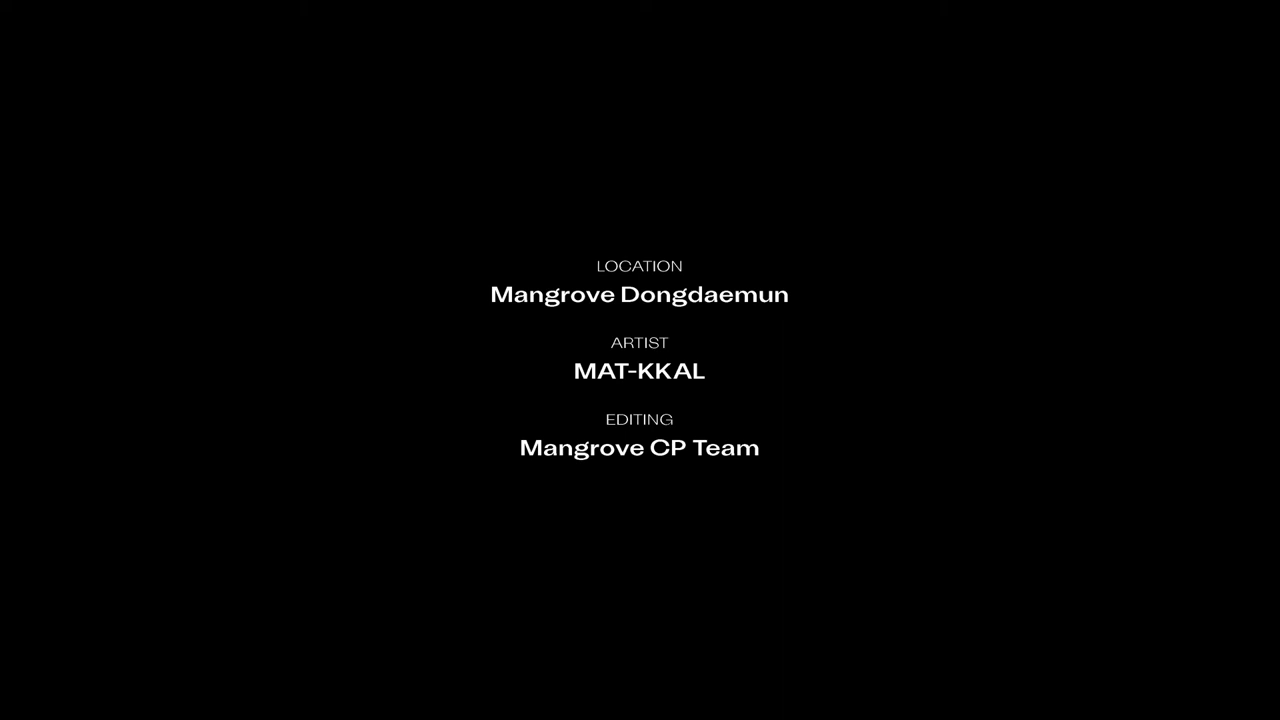 LOCATION
Mangrove Dongdaemun
ARTIST
MAT-KKAL
EDITING
Mangrove CP Team